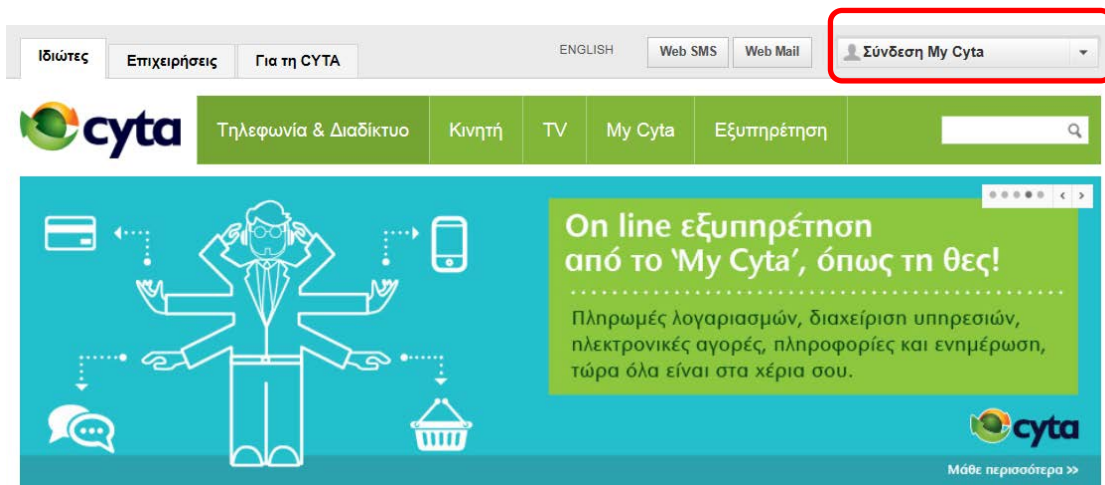 Ιδιώτες
Επιχειρήσεις
Για τη CYTA
ENGLISH
Web SMS
Web Mail
Σύνδεση My Cyta
cyta
Τηλεφωνία & Διαδίκτυο
Κινητή
TV
My Cyta
Εξυπηρέτηση
On line εξυπηρέτηση
από το ‘My Cyta’, όπως τη θες!
Πληρωμές λογαριασμών, διαχείριση υπηρεσιών,
ηλεκτρονικές αγορές, πληροφορίες και ενημέρωση,
τώρα όλα είναι στα χέρια σου.
cyta
Μάθε περισσότερα >>